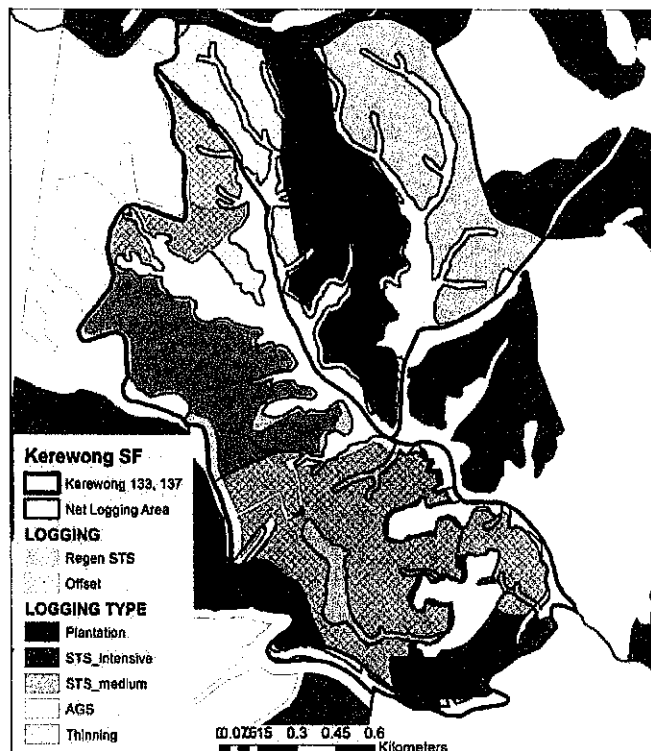 Kerewong SF
Kerewong 133, 137
Net Logging Area
LOGGING
Regen STS
Offset
LOGGING TYPE
Plantation
STS_Intensive
STS_medium
AGS
Thinning
0.3 0.45 0.6
Kilometers